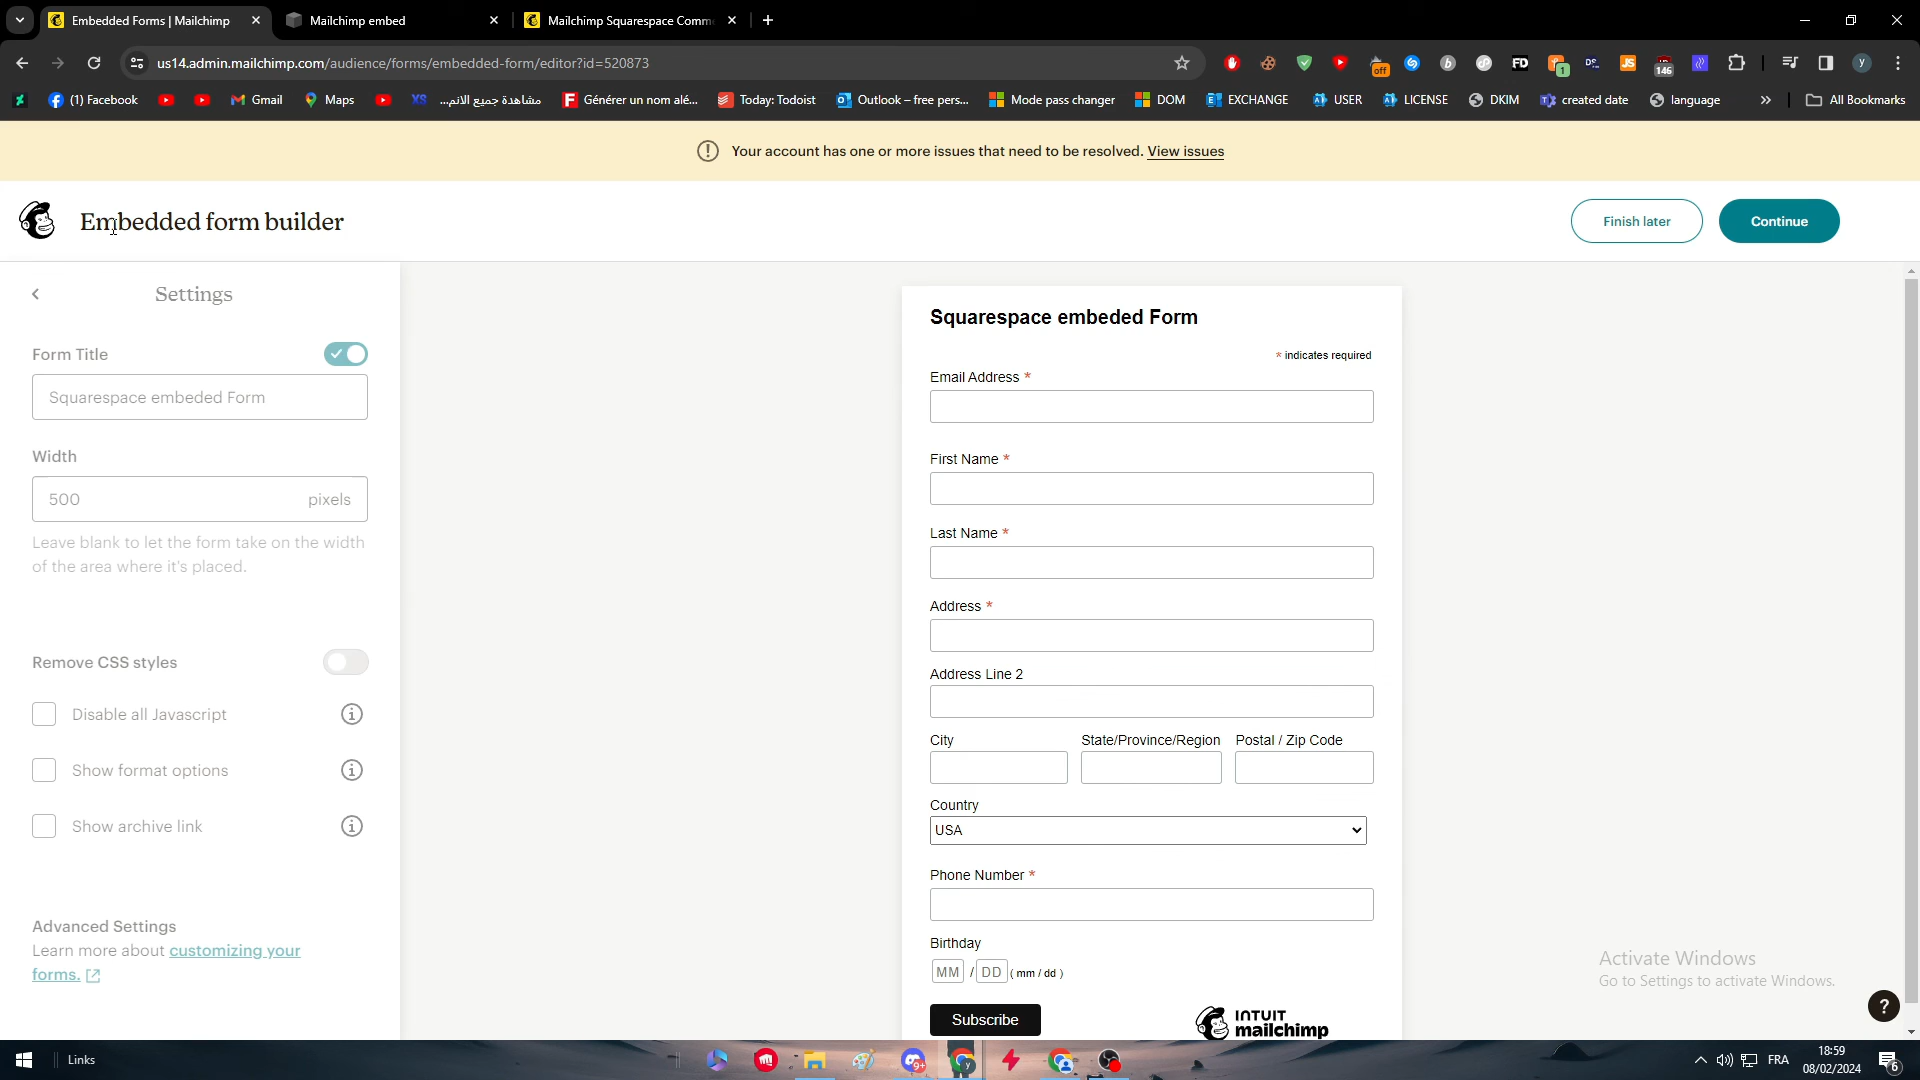 Embedded Forms | Mailchimp
Mailchimp embed
Mailchimp Squarespace Comm
us14.admin.mailchimp.com/audience/forms/embedded-form/editor?id=520873
off
FD
1
JS
146
y
(1) Facebook
Gmail
Maps
XS
مشاهدة جميع الانم...
Générer un nom alé...
Today: Todoist
Outlook – free pers...
Mode pass changer
DOM
EXCHANGE
USER
LICENSE
DKIM
created date
language
All Bookmarks
Your account has one or more issues that need to be resolved. View issues
Embedded form builder
Finish later
Continue
Settings
Form Title
Squarespace embeded Form
Width
500 pixels
Leave blank to let the form take on the width
of the area where it's placed.
Remove CSS styles
Disable all Javascript
Show format options
Show archive link
Advanced Settings
Learn more about customizing your
forms.
Squarespace embeded Form
* indicates required
Email Address *
First Name *
Last Name *
Address *
Address Line 2
City State/Province/Region Postal / Zip Code
Country
USA
Phone Number *
Birthday
MM / DD ( mm / dd )
Subscribe
INTUIT
mailchimp
Activate Windows
Go to Settings to activate Windows.
?
Links
9+
FRA
18:59
08/02/2024
6